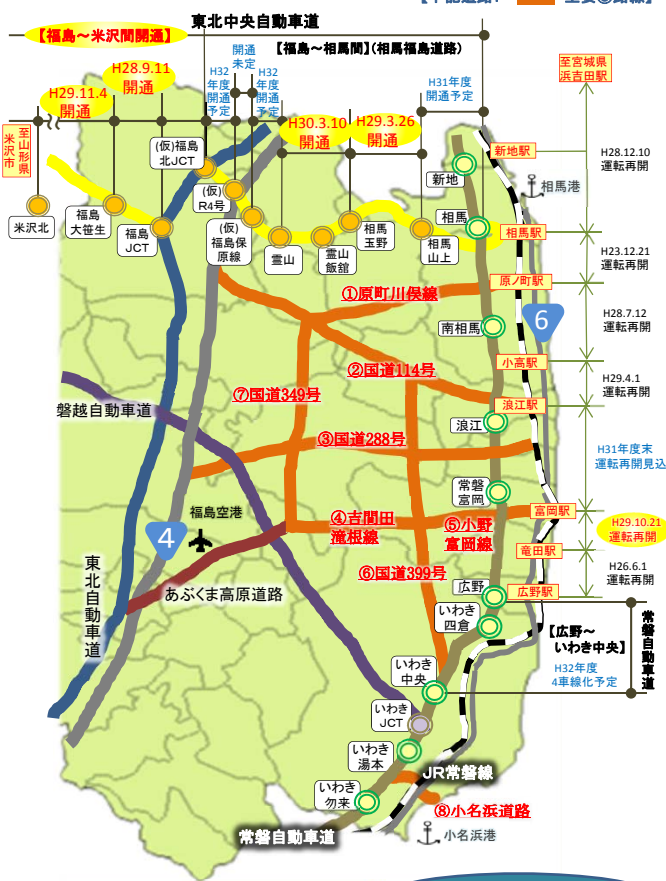 東北中央自動車道
【福島～米沢間開通】
【福島～相馬間】(相馬福島道路)
H29.11.4
開通
H28.9.11
開通
H32
年度
開通
予定
開通
未定
H32
年度
開通
予定
H30.3.10
開通
H29.3.26
開通
H31年度
開通予定
至宮城県
浜吉田駅
至山形県
米沢市
米沢北
福島
大笹生
福島
JCT
(仮)福島
北JCT
(仮)
R4号
(仮)
福島保
原線
霊山
霊山
飯舘
相馬
玉野
相馬
山上
相馬
新地
新地駅
相馬港
H28.12.10
運転再開
相馬駅
H23.12.21
運転再開
原ノ町駅
①原町川俣線
6
H28.7.12
運転再開
南相馬
小高駅
②国道114号
H29.4.1
運転再開
⑦国道349号
浪江駅
浪江
磐越自動車道
③国道288号
H31年度末
運転再開見込
常磐
富岡
福島空港
4
④吉間田
滝根線
⑤小野
富岡線
富岡駅
H29.10.21
運転再開
竜田駅
⑥国道399号
H26.6.1
運転再開
東北自動車道
あぶくま高原道路
広野
広野駅
いわき
四倉
【広野～
いわき中央】
常磐自動車道
H32年度
4車線化予定
いわき
中央
いわき
JCT
いわき
湯本
JR常磐線
いわき
勿来
⑧小名浜道路
常磐自動車道
小名浜港